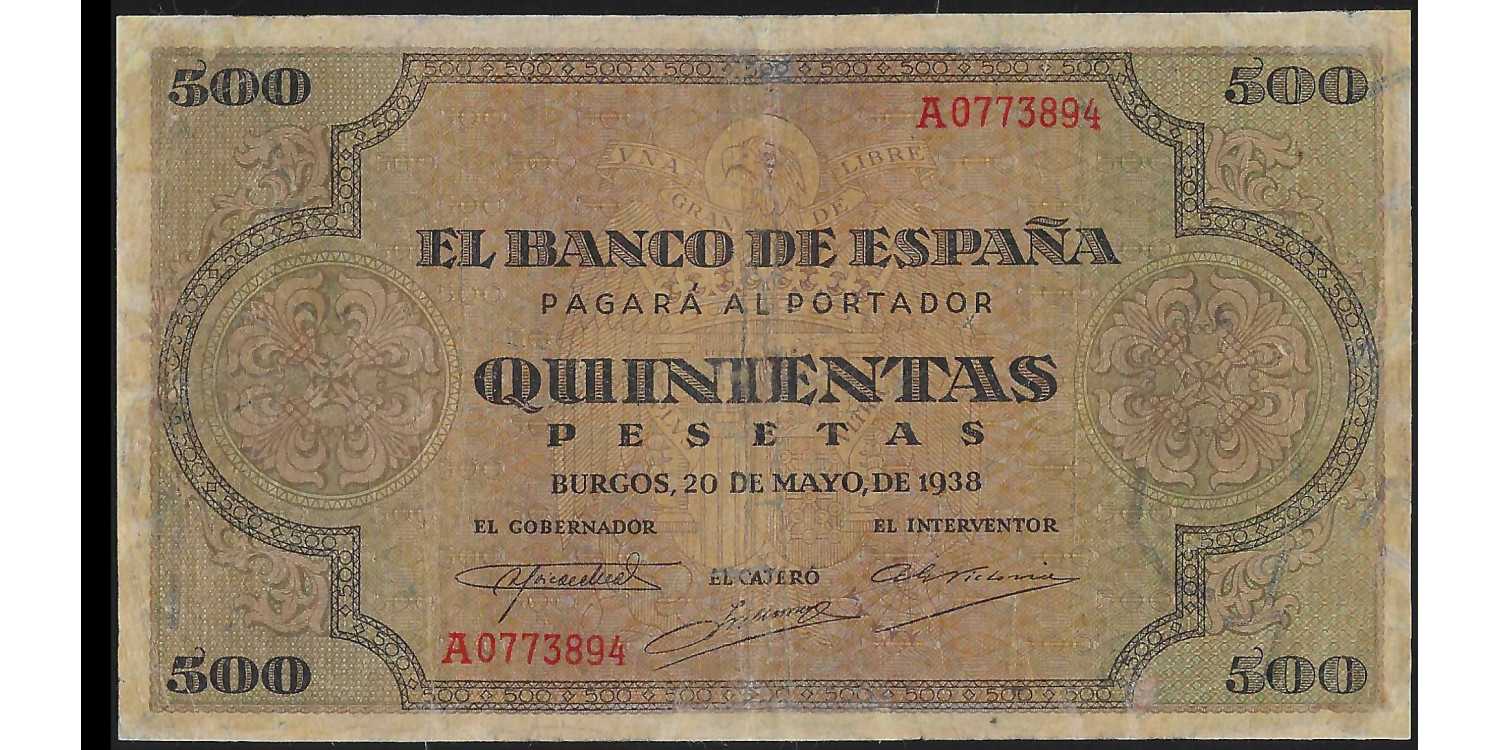 500 500
A0773894
VNA LIBRE
GRANDE
EL BANCO DE ESPAÑA
PAGARÁ AL PORTADOR
QUINIENTAS
PESETAS
BURGOS, 20 DE MAYO, DE 1938
EL GOBERNADOR EL INTERVENTOR
EL CAJERO
A0773894
500 500